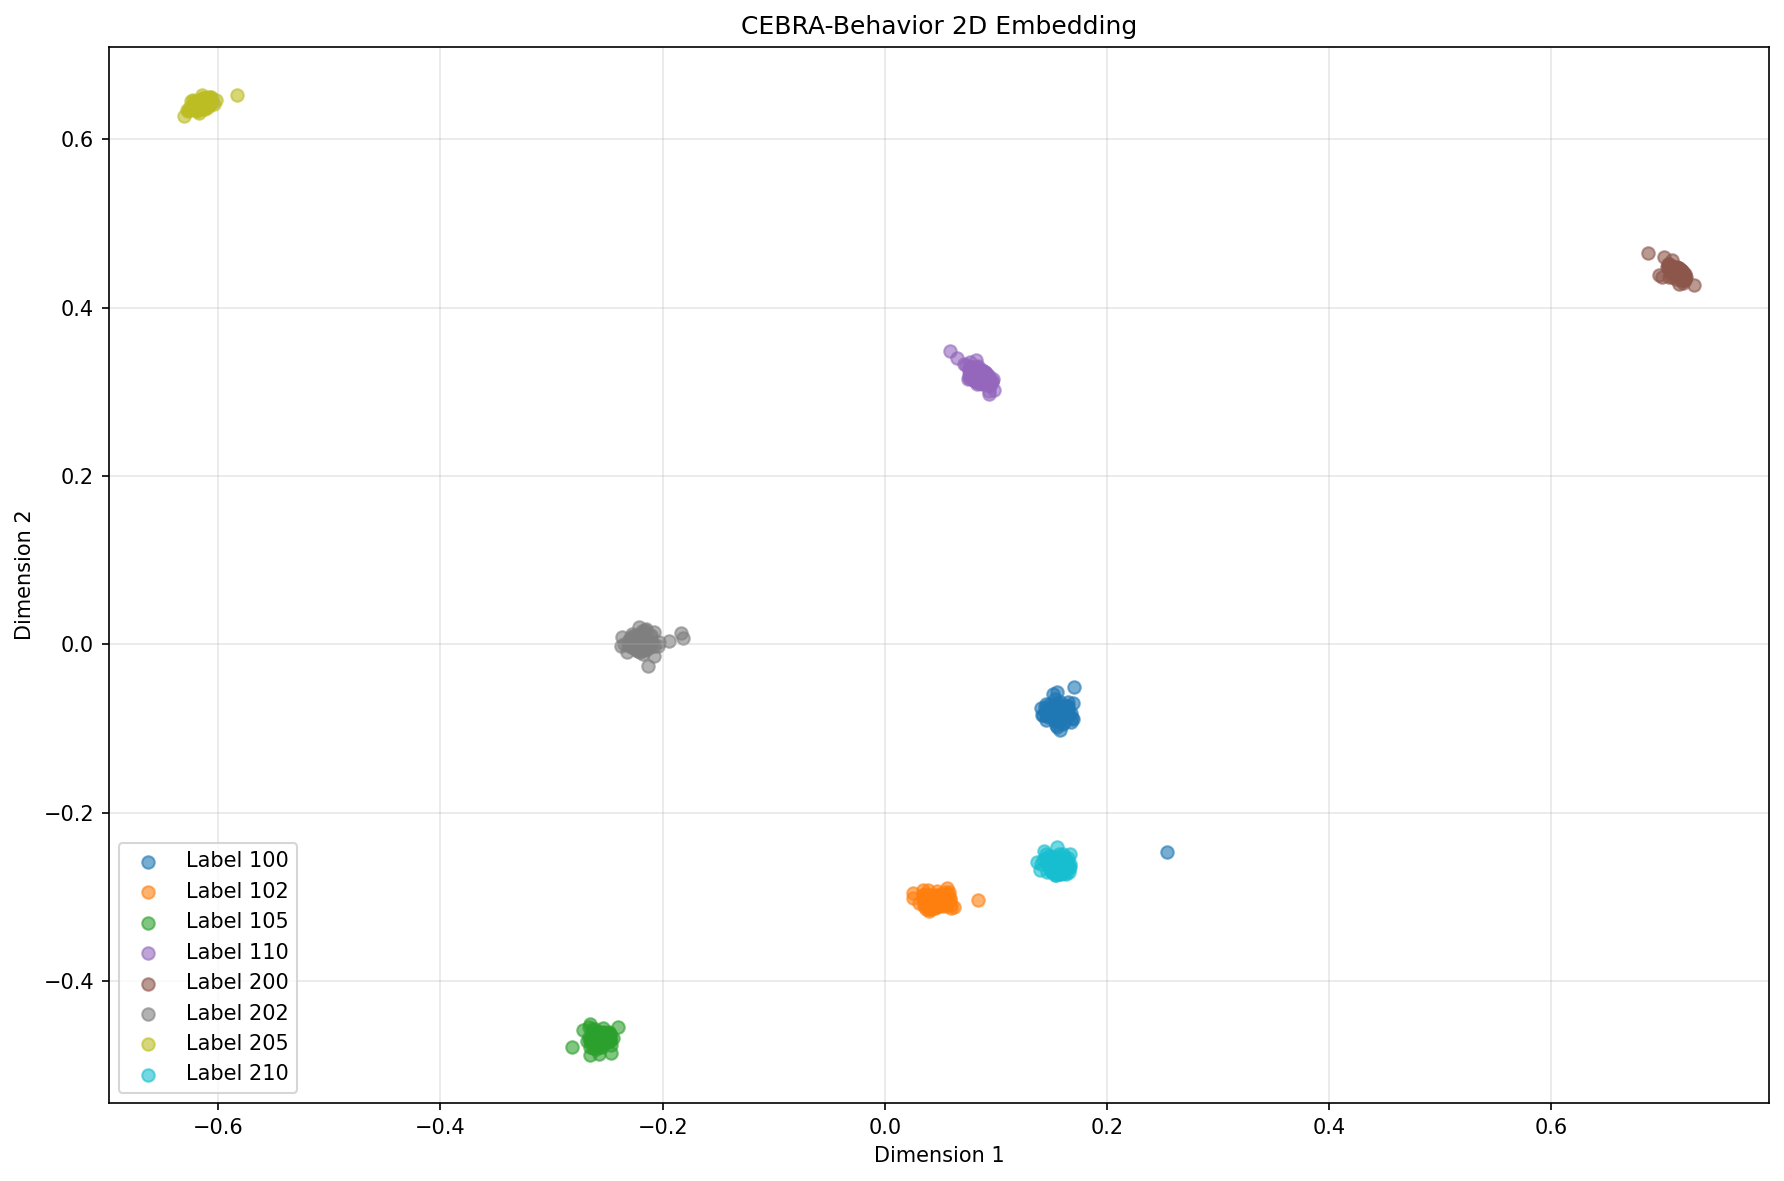 CEBRA-Behavior 2D Embedding
Dimension 2
0.6
0.4
0.2
0.0
−0.2
−0.4
Label 100
Label 102
Label 105
Label 110
Label 200
Label 202
Label 205
Label 210
−0.6 −0.4 −0.2 0.0 0.2 0.4 0.6
Dimension 1